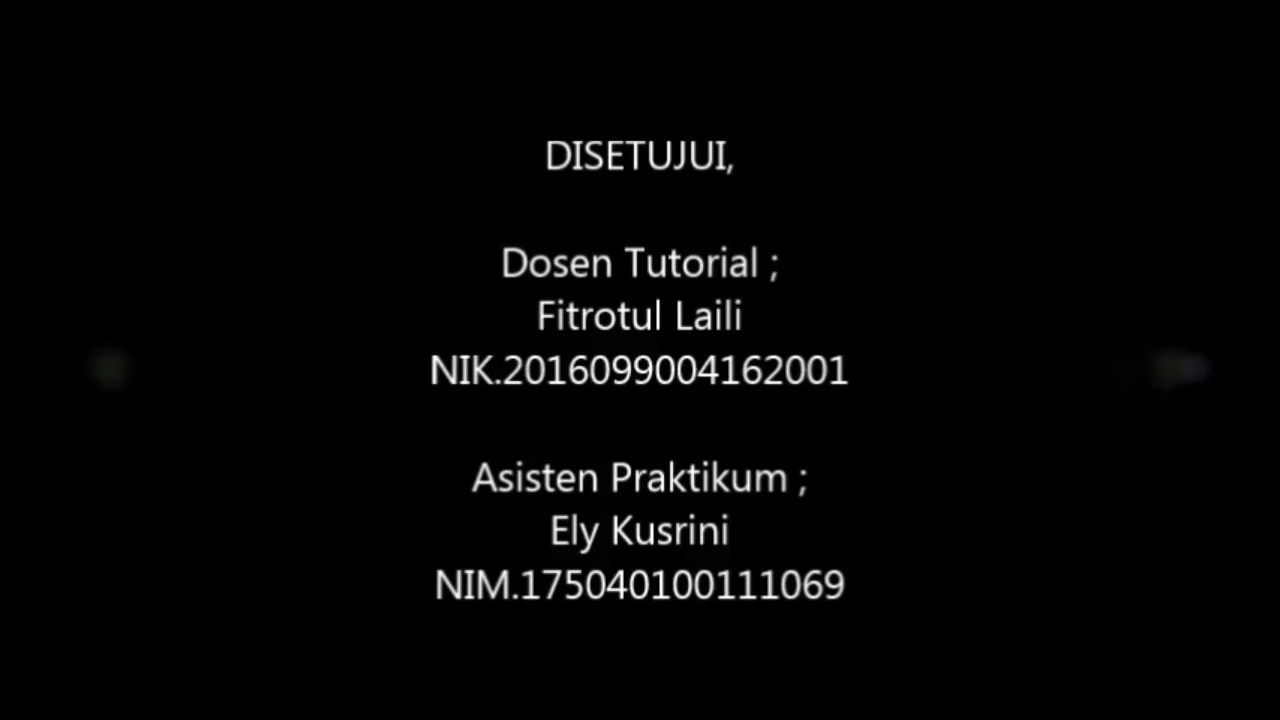 DISETUJUI,
Dosen Tutorial ;
Fitrotul Laili
NIK.2016099004162001
Asisten Praktikum ;
Ely Kusrini
NIM.175040100111069